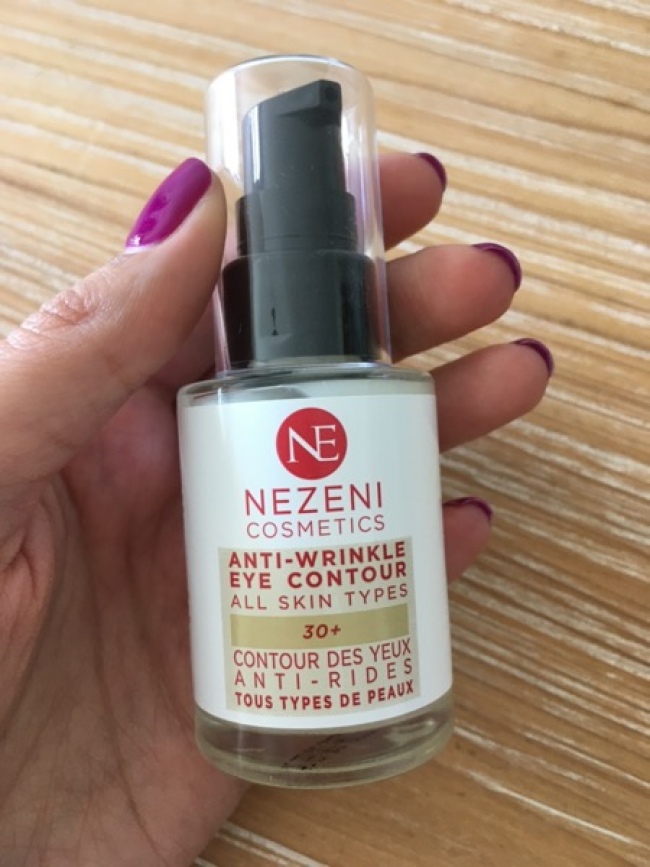 NE
NEZENI
COSMETICS
ANTI-WRINKLE
EYE CONTOUR
ALL SKIN TYPES
30+
CONTOUR DES YEUX
ANTI-RIDES
TOUS TYPES DE PEAUX